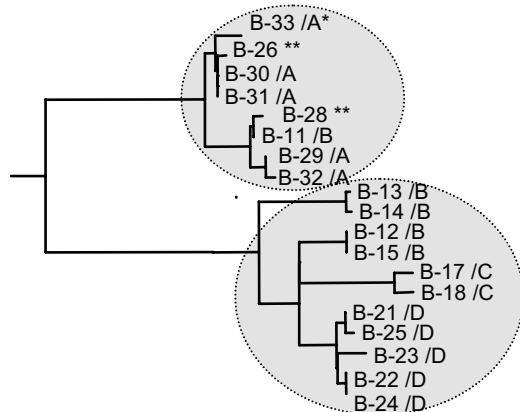 B-33 /A*
B-26 **
B-30 /A
B-31 /A
B-28 **
B-11 /B
B-29 /A
B-32 /A
B-13 /B
B-14 /B
B-12 /B
B-15 /B
B-17 /C
B-18 /C
B-21 /D
B-25 /D
B-23 /D
B-22 /D
B-24 /D